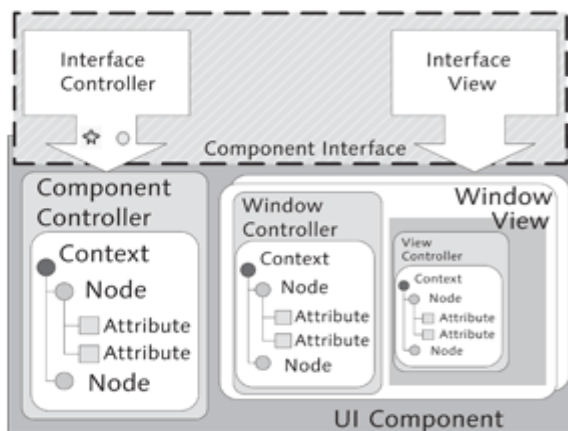 Interface
Controller
Interface
View
Component Interface
Component
Controller
Context
Node
Attribute
Attribute
Node
Window
View
Window
Controller
Context
Node
Attribute
Attribute
Node
View
Controller
Context
Node
Attribute
Attribute
Node
UI Component